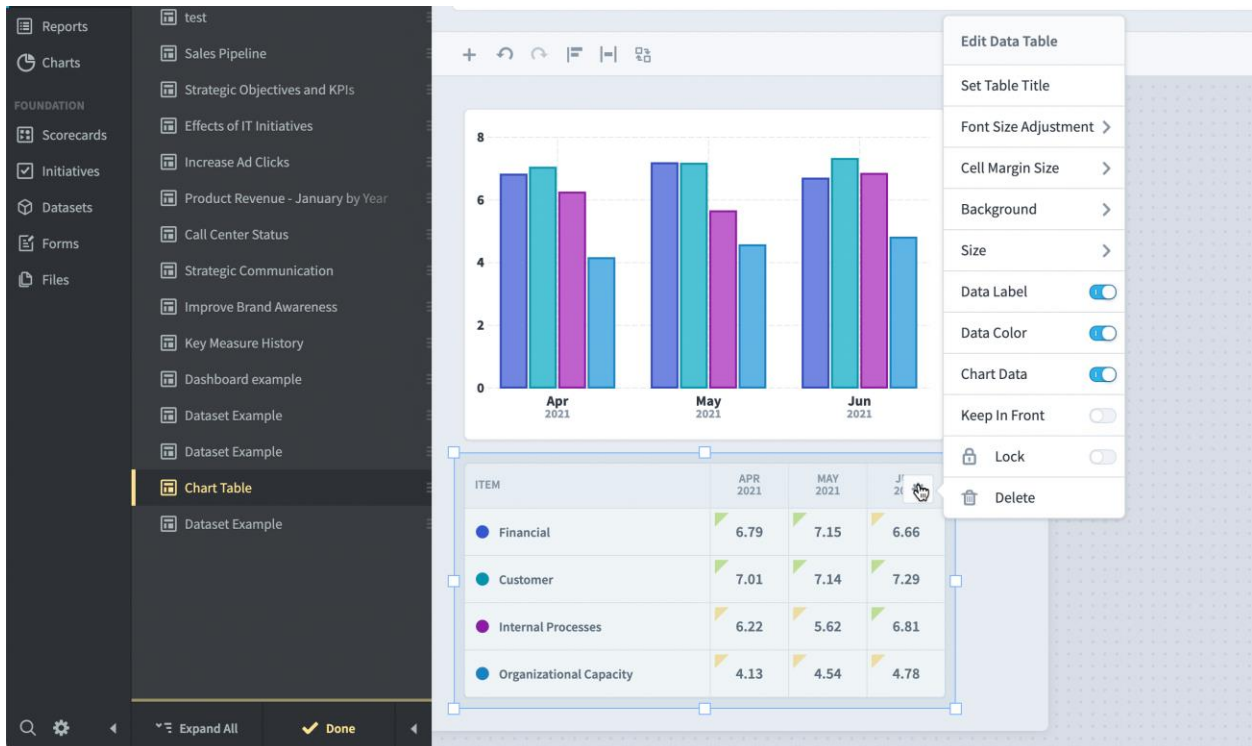 Reports
Charts
FOUNDATION
Scorecards
Initiatives
Datasets
Forms
Files
test
Sales Pipeline
Strategic Objectives and KPIs
Effects of IT Initiatives
Increase Ad Clicks
Product Revenue - January by Year
Call Center Status
Strategic Communication
Improve Brand Awareness
Key Measure History
Dashboard example
Dataset Example
Dataset Example
Chart Table
Dataset Example
Expand All
Done
8
6
4
2
0
Apr May Jun
2021 2021 2021
ITEM APR MAY
2021 2021
Financial 6.79 7.15 6.66
Customer 7.01 7.14 7.29
Internal Processes 6.22 5.62 6.81
Organizational Capacity 4.13 4.54 4.78
Edit Data Table
Set Table Title
Font Size Adjustment
Cell Margin Size
Background
Size
Data Label
Data Color
Chart Data
Keep In Front
Lock
Delete